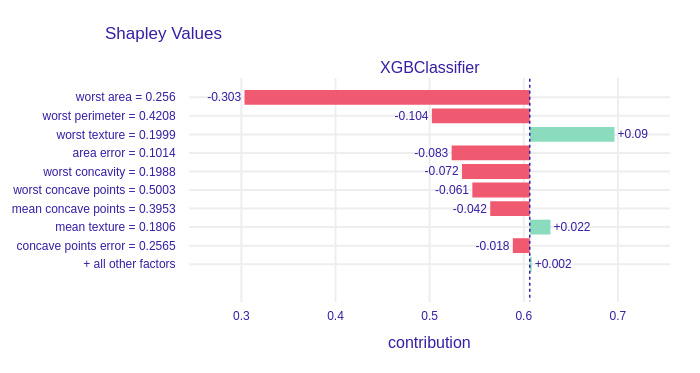 Shapley Values
XGBClassifier
worst area = 0.256 -0.303
worst perimeter = 0.4208 -0.104
worst texture = 0.1999 +0.09
area error = 0.1014 -0.083
worst concavity = 0.1988 -0.072
worst concave points = 0.5003 -0.061
mean concave points = 0.3953 -0.042
mean texture = 0.1806 +0.022
concave points error = 0.2565 -0.018
+ all other factors +0.002
0.3 0.4 0.5 0.6 0.7
contribution